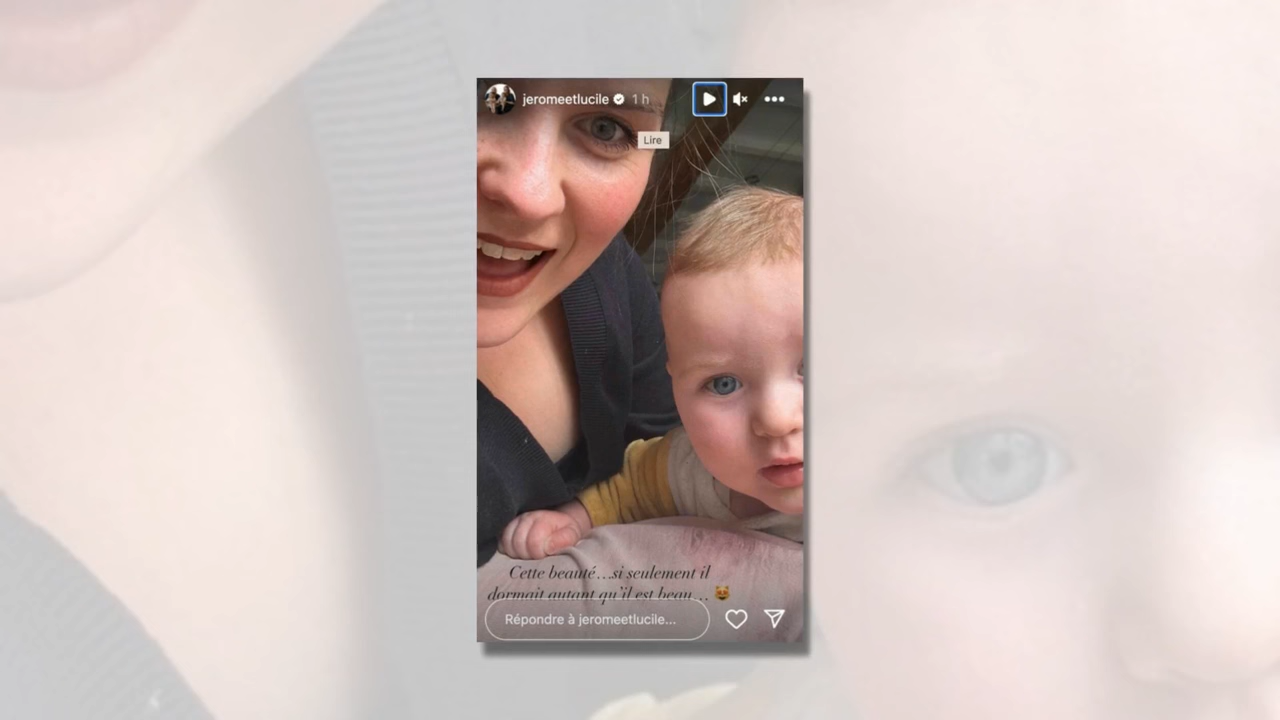 jeromeetlucile 1 h
Lire
Cette beauté...si seulement il
dormait autant qu'il est beau... 😻
Répondre à jeromeetlucile...